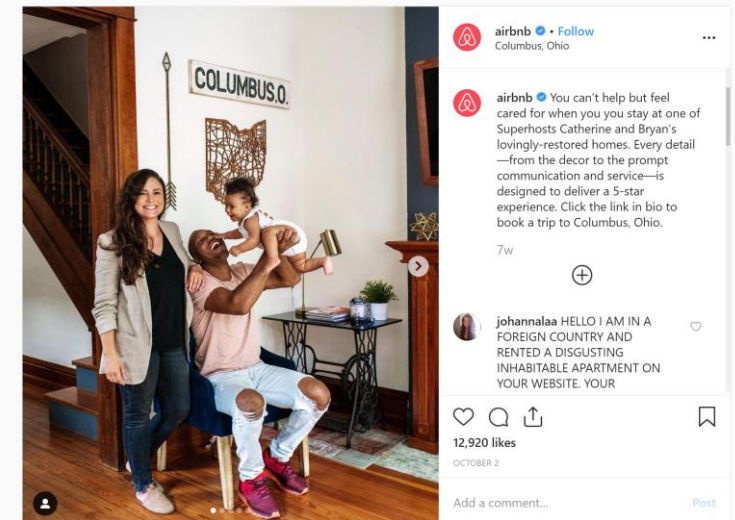 COLUMBUS.O.
airbnb • Follow
Columbus, Ohio
airbnb You can't help but feel
cared for when you you stay at one of
Superhosts Catherine and Bryan's
lovingly-restored homes. Every detail
—from the decor to the prompt
communication and service—is
designed to deliver a 5-star
experience. Click the link in bio to
book a trip to Columbus, Ohio.
7w
johannalaa HELLO I AM IN A
FOREIGN COUNTRY AND
RENTED A DISGUSTING
INHABITABLE APARTMENT ON
YOUR WEBSITE. YOUR
12,920 likes
OCTOBER 2
Add a comment...
Post